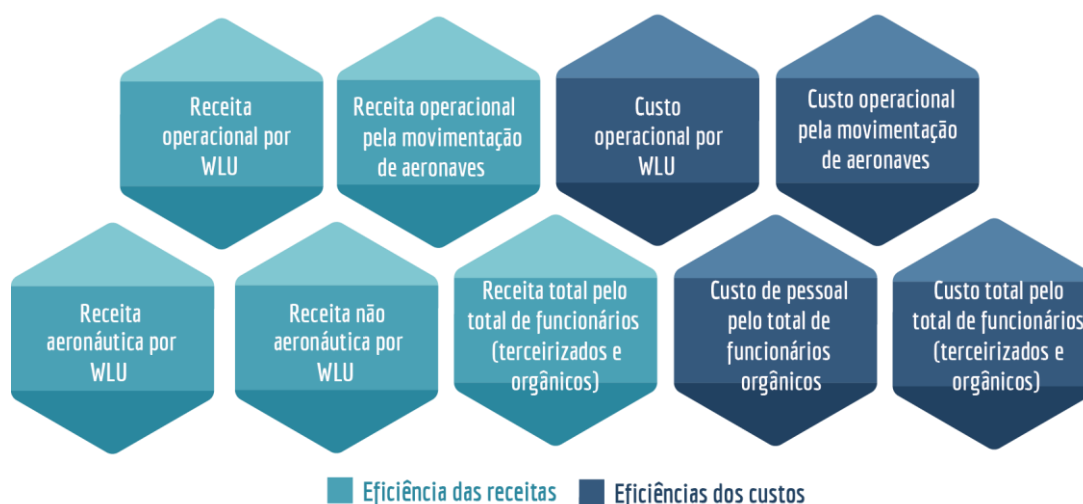 Receita
operacional por
WLU
Receita operacional
pela movimentação
de aeronaves
Custo
operacional por
WLU
Custo operacional
pela movimentação
de aeronaves
Receita
aeronáutica por
WLU
Receita não
aeronáutica por
WLU
Receita total pelo
total de funcionários
(terceirizados e
orgânicos)
Custo de pessoal
pelo total de
funcionários
orgânicos
Custo total pelo
total de funcionários
(terceirizados e
orgânicos)
Eficiência das receitas
Eficiências dos custos